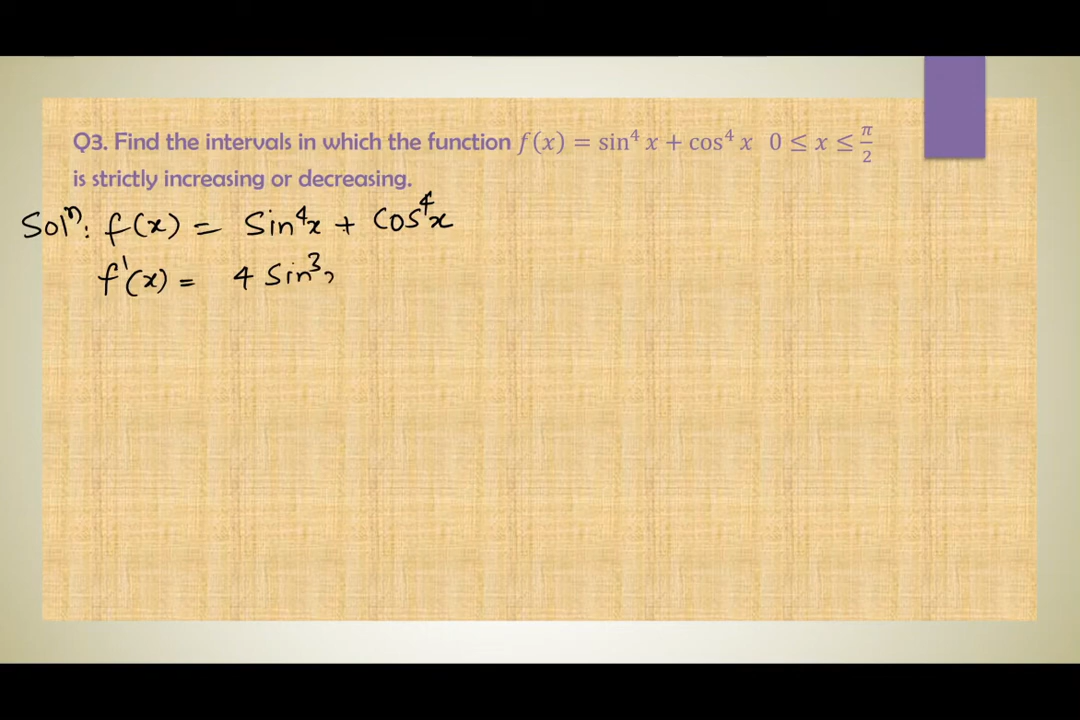 Q3. Find the intervals in which the function f(x) = sin⁴ x + cos⁴ x 0 ≤ x ≤ π/2
is strictly increasing or decreasing.
Solⁿ: f(x) = Sin⁴x + Cos⁴x
f'(x) = 4 Sin³